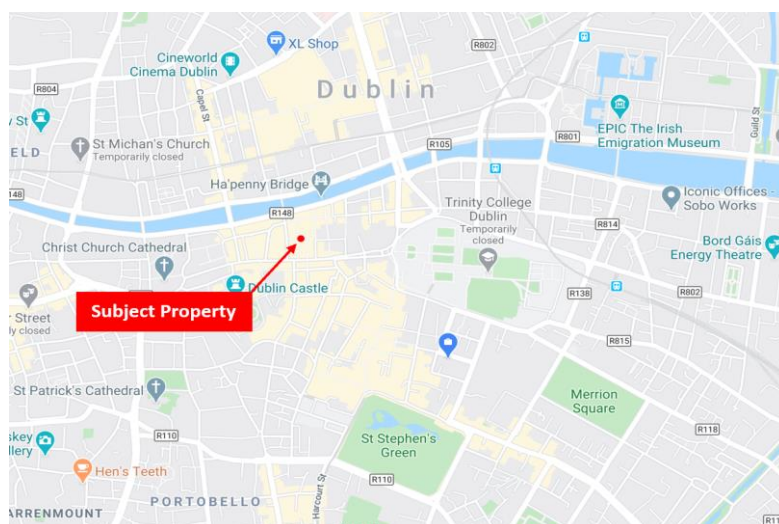 XL Shop
R802
Cineworld
Cinema Dublin
Dublin
R804
Capel St
St
EPIC The Irish
Emigration Museum
Guild St
St Michan's Church
Temporarily closed
R801
R105
ELD
Ha'penny Bridge
148
R148
Trinity College
Dublin
Temporarily
closed
Iconic Offices -
Sobo Works
R814
Christ Church Cathedral
Bord Gáis
Energy Theatre
Dublin Castle
R138
R802
Subject Property
r Street
ly closed
R815
St Patrick's Cathedral
Merrion
Square
R118
R110
skey
llery
St Stephen's
Green
Hen's Teeth
R110
Harcourt St
PORTOBELLO
ARRENMOUNT
R11